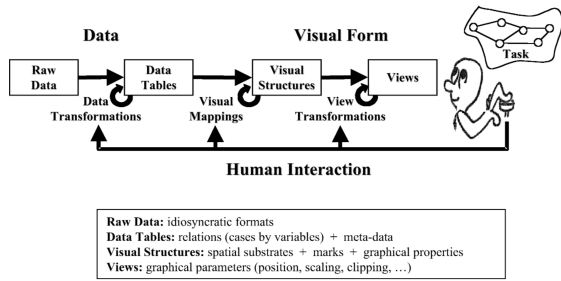 Data
Visual Form
Task
Raw
Data
Data
Tables
Visual
Structures
Views
Data
Transformations
Visual
Mappings
View
Transformations
Human Interaction
Raw Data: idiosyncratic formats
Data Tables: relations (cases by variables) + meta-data
Visual Structures: spatial substrates + marks + graphical properties
Views: graphical parameters (position, scaling, clipping, …)